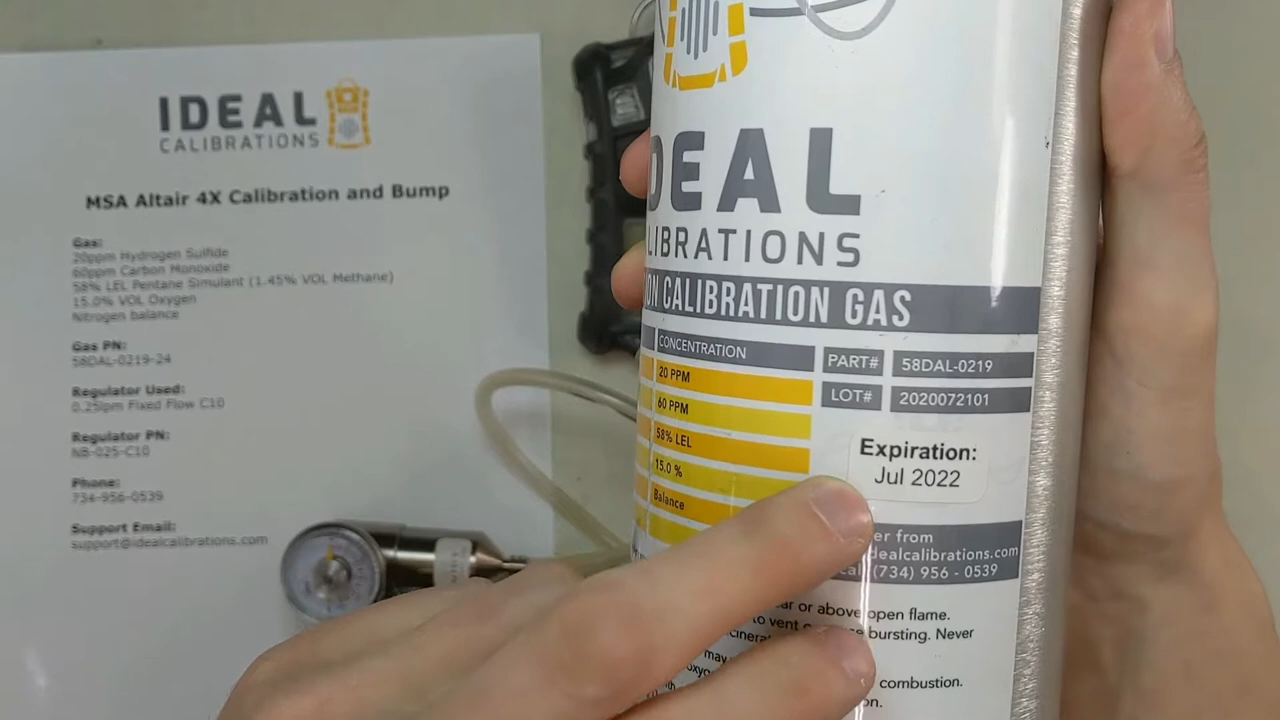 IDEAL
CALIBRATIONS
MSA Altair 4X Calibration and Bump
Gas:
20ppm Hydrogen Sulfide
60ppm Carbon Monoxide
58% LEL Pentane Simulant (1.45% VOL Methane)
15.0% VOL Oxygen
Nitrogen balance
Gas PN:
58DAL-0219-24
Regulator Used:
0.25lpm Fixed Flow C10
Regulator PN:
NB-025-C10
Phone:
734-956-0539
Support Email:
support@idealcalibrations.com
DEAL
LIBRATIONS
ON CALIBRATION GAS
CONCENTRATION
20 PPM
60 PPM
58% LEL
15.0 %
Balance
PART# 58DAL-0219
LOT# 2020072101
Expiration:
Jul 2022
er from
dealcalibrations.com
(734) 956 - 0539
ar or above open flame.
to vent bursting. Never
may
combustion.
on.